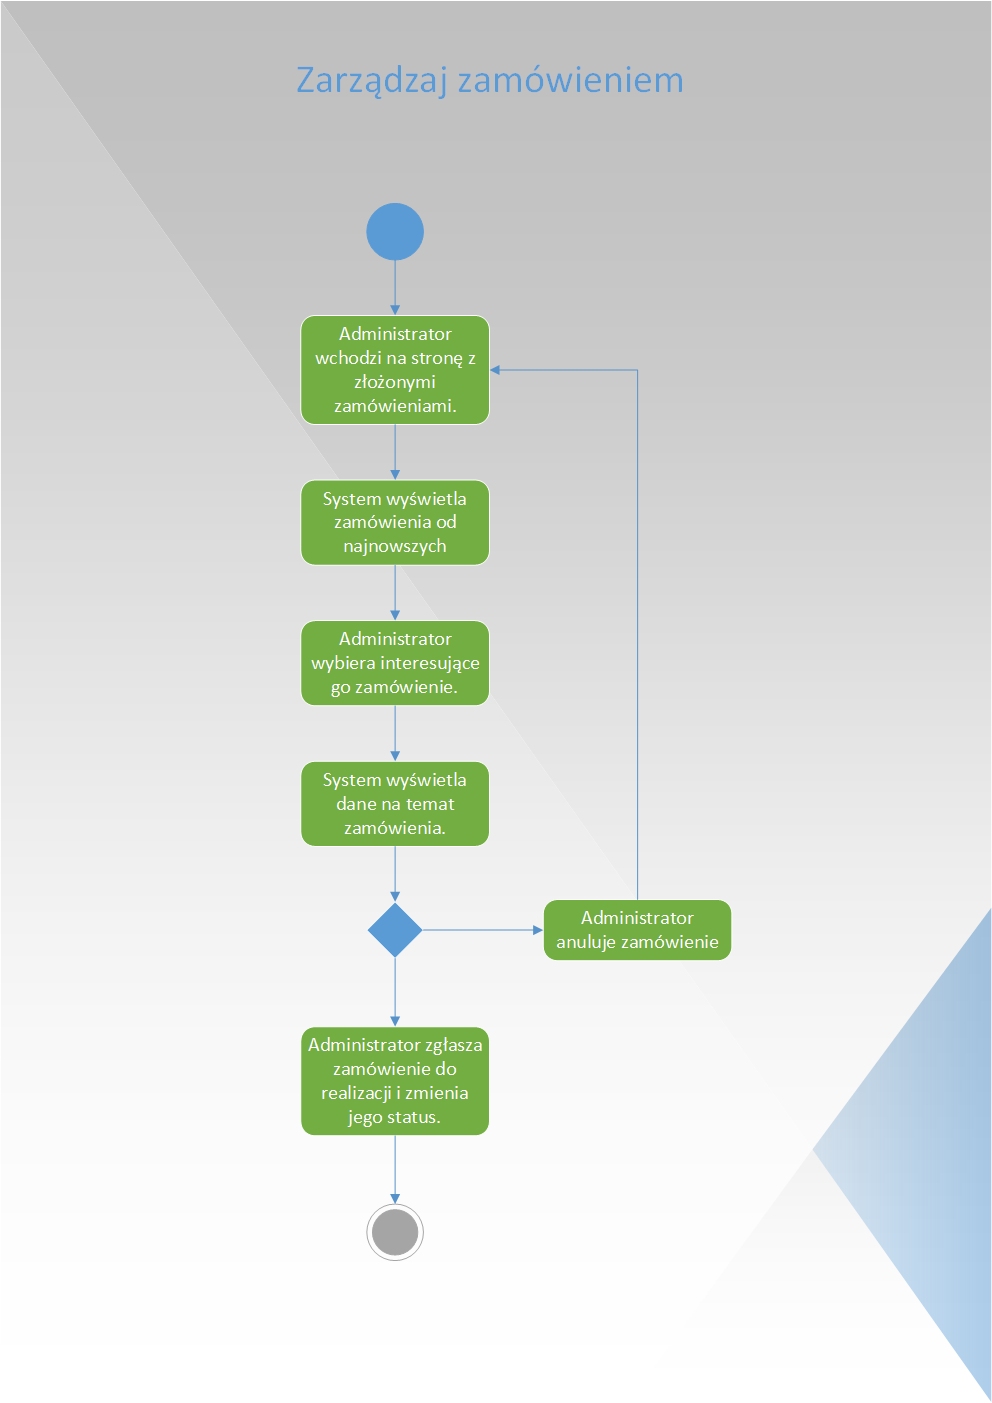 Zarządzaj zamówieniem
Administrator
wchodzi na stronę z
złożonymi
zamówieniami.
System wyświetla
zamówienia od
najnowszych
Administrator
wybiera interesujące
go zamówienie.
System wyświetla
dane na temat
zamówienia.
Administrator
anuluje zamówienie
Administrator zgłasza
zamówienie do
realizacji i zmienia
jego status.